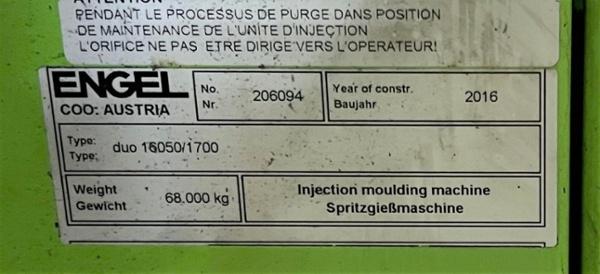 ATTENTION
PENDANT LE PROCESSUS DE PURGE DANS POSITION
DE MAINTENANCE DE L'UNITE D'INJECTION
L'ORIFICE NE PAS ETRE DIRIGE VERS L'OPERATEUR!
ENGEL
COO: AUSTRIA
No. 206094
Nr.
Year of constr. 2016
Baujahr
Type: duo 16050/1700
Type:
Weight 68.000 kg
Gewicht
Injection moulding machine
Spritzgießmaschine